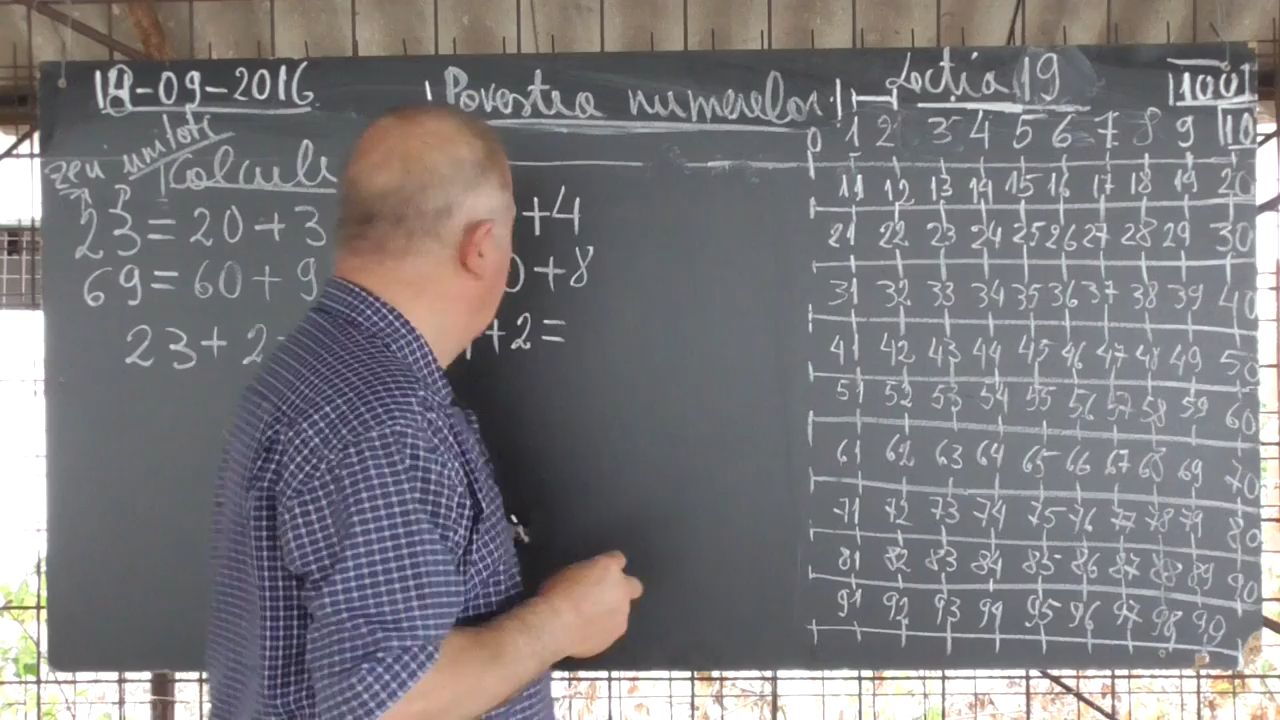 -09-2016
Povestea numerelor!
Lecția 19
100
zeci unități
Calcule
0 1 2 3 4 5 6 7 8 9 10
23 = 20 + 3
+4
11 12 13 14 15 16 17 18 19 20
69 = 60 + 9
0+8
21 22 23 24 25 26 27 28 29 30
23 + 2
+2=
31 32 33 34 35 36 37 38 39 40
41 42 43 44 45 46 47 48 49 50
51 52 53 54 55 56 57 58 59 60
61 62 63 64 65 66 67 68 69 70
71 72 73 74 75 76 77 78 79 80
81 82 83 84 85 86 87 88 89 90
91 92 93 94 95 96 97 98 99